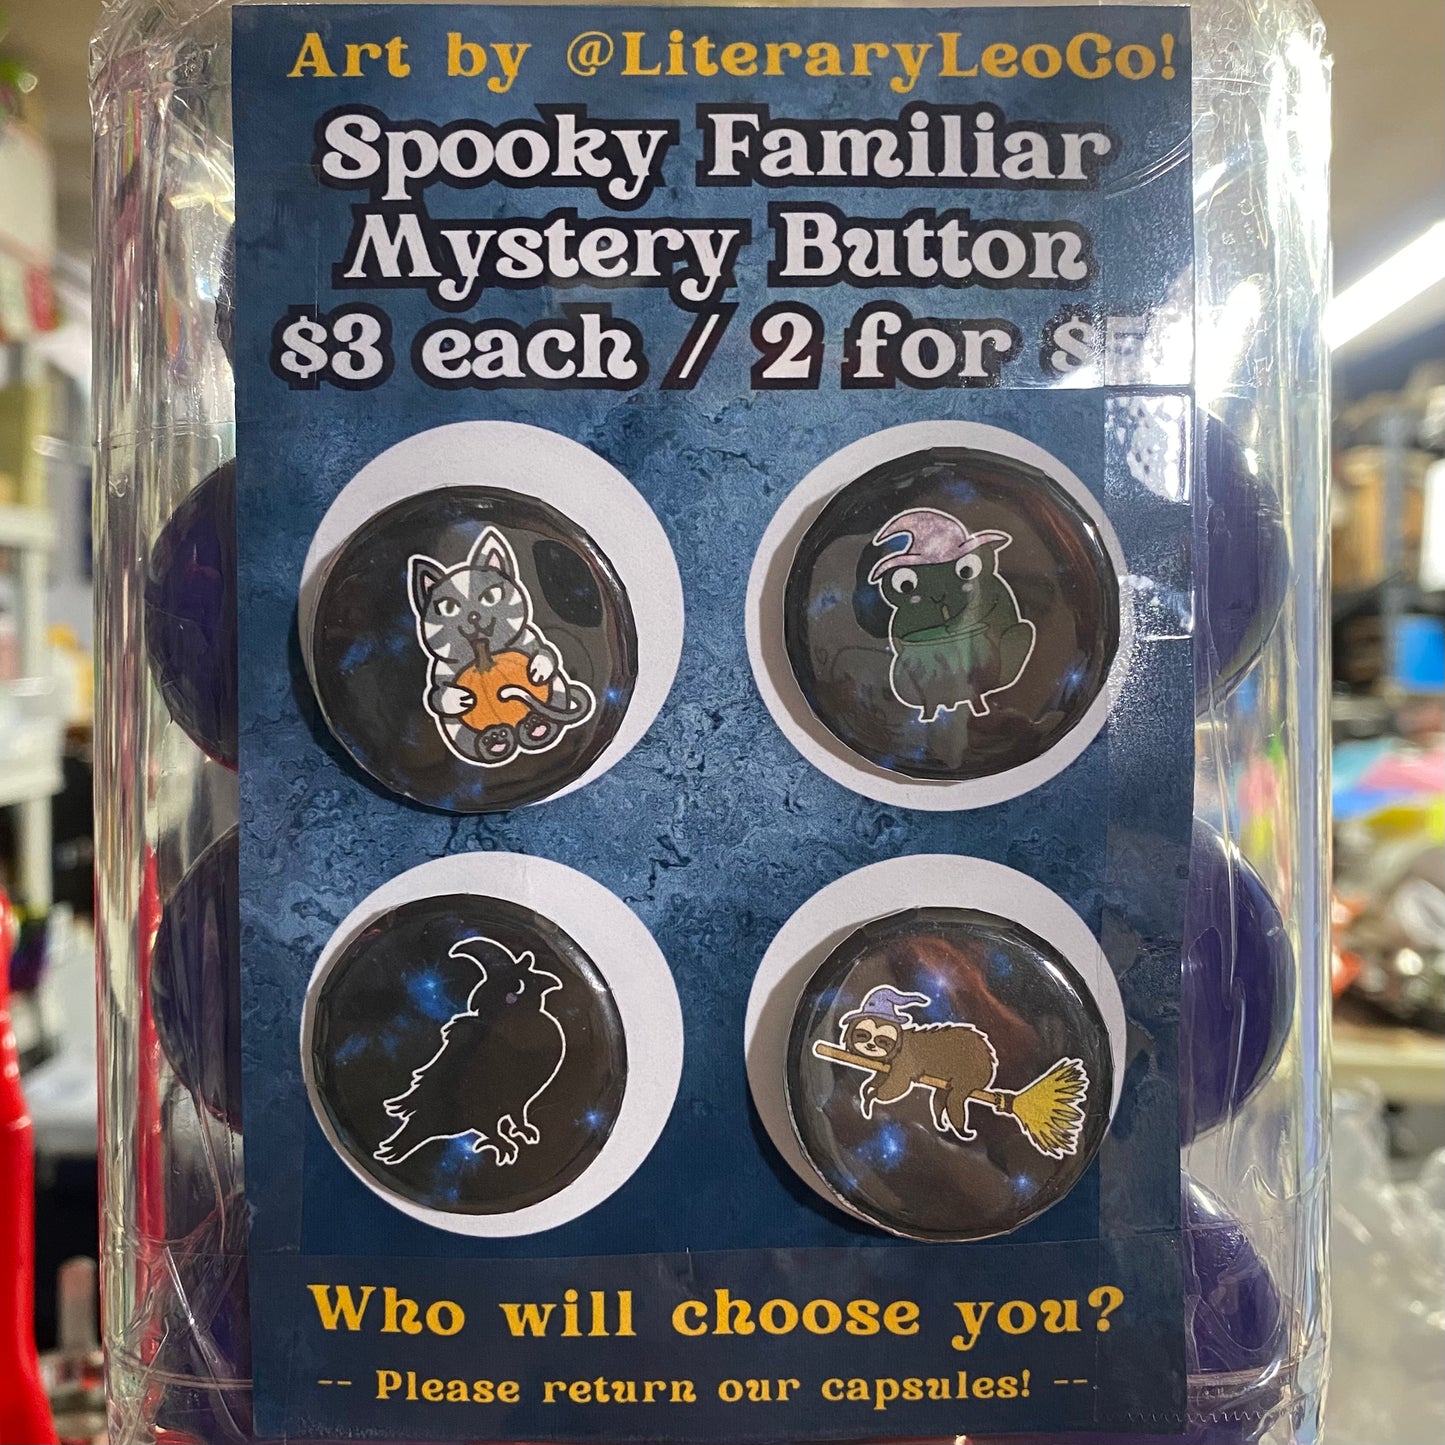 Art by @LiteraryLeoCo!
Spooky Familiar
Mystery Button
$3 each / 2 for $5
Who will choose you?
-- Please return our capsules! --